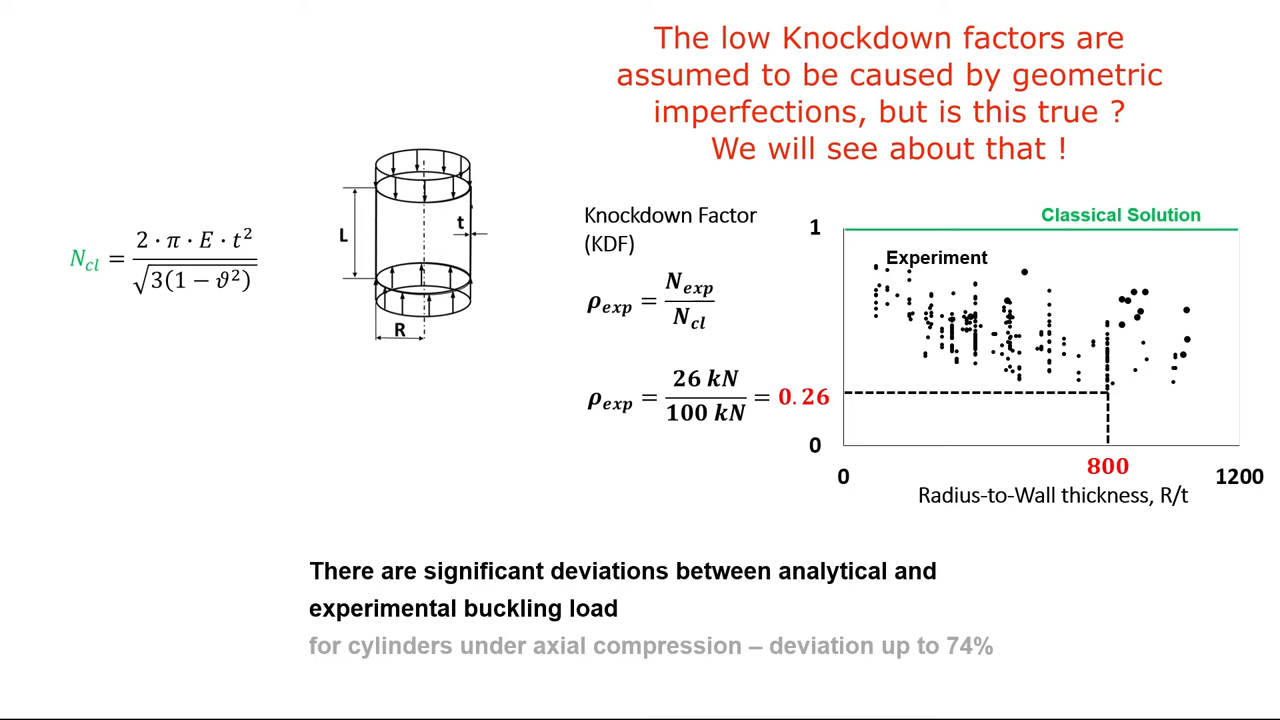 The low Knockdown factors are
assumed to be caused by geometric
imperfections, but is this true ?
We will see about that !
N_cl = 2 · π · E · t² / √3(1 − ϑ²)
L
t
R
Knockdown Factor
(KDF)
ρ_exp = N_exp / N_cl
ρ_exp = 26 kN / 100 kN = 0.26
Classical Solution
1
Experiment
0
800
0
1200
Radius-to-Wall thickness, R/t
There are significant deviations between analytical and
experimental buckling load
for cylinders under axial compression – deviation up to 74%